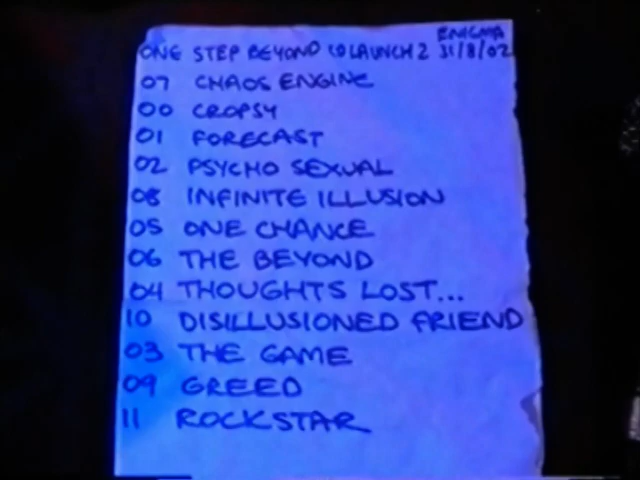 ENIGMA
ONE STEP BEYOND CD LAUNCH 2 31/8/02
07 CHAOS ENGINE
00 CROPSY
01 FORECAST
02 PSYCHO SEXUAL
08 INFINITE ILLUSION
05 ONE CHANCE
06 THE BEYOND
04 THOUGHTS LOST...
10 DISILLUSIONED FRIEND
03 THE GAME
09 GREED
11 ROCKSTAR